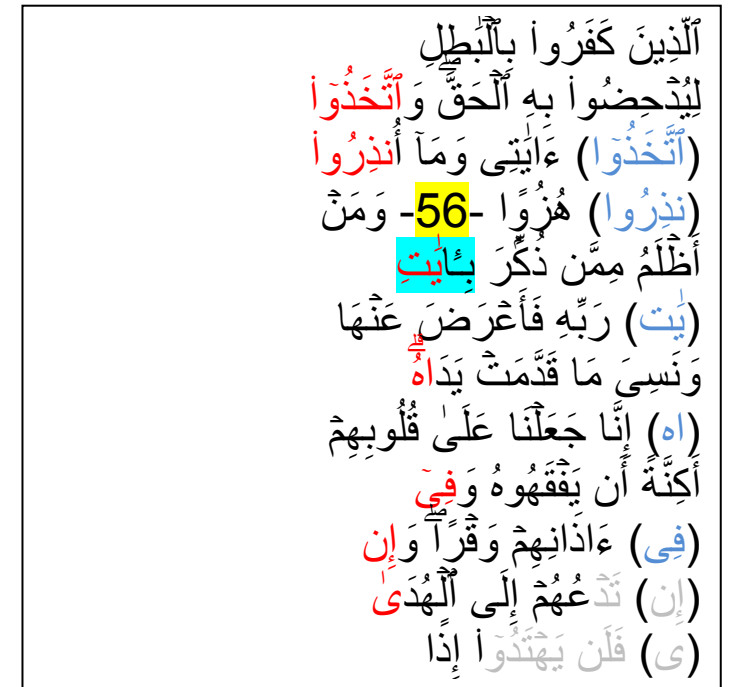 ٱلَّذِينَ كَفَرُوا۟ بِٱلۡبَٰطِلِ
لِيُدۡحِضُوا۟ بِهِ ٱلۡحَقَّۖ وَٱتَّخَذُوٓا۟
(ٱتَّخَذُوٓا) ءَايَٰتِى وَمَآ أُنذِرُوا۟
(نذِرُوا) هُزُوٗا -56- وَمَنۡ
أَظۡلَمُ مِمَّن ذُكِّرَ بِـَٔايَٰتِ
(يَٰت) رَبِّهِ فَأَعۡرَضَ عَنۡهَا
وَنَسِىَ مَا قَدَّمَتۡ يَدَاهُۗ
(اه) إِنَّا جَعَلۡنَا عَلَىٰ قُلُوبِهِمۡ
أَكِنَّةً أَن يَفۡقَهُوهُ وَفِىٓ
(فِى) ءَاذَانِهِمۡ وَقۡرٗاۖ وَإِن
(إِن) تَدۡعُهُمۡ إِلَى ٱلۡهُدَىٰ
(ى) فَلَن يَهۡتَدُوٓا۟ إِذٗا